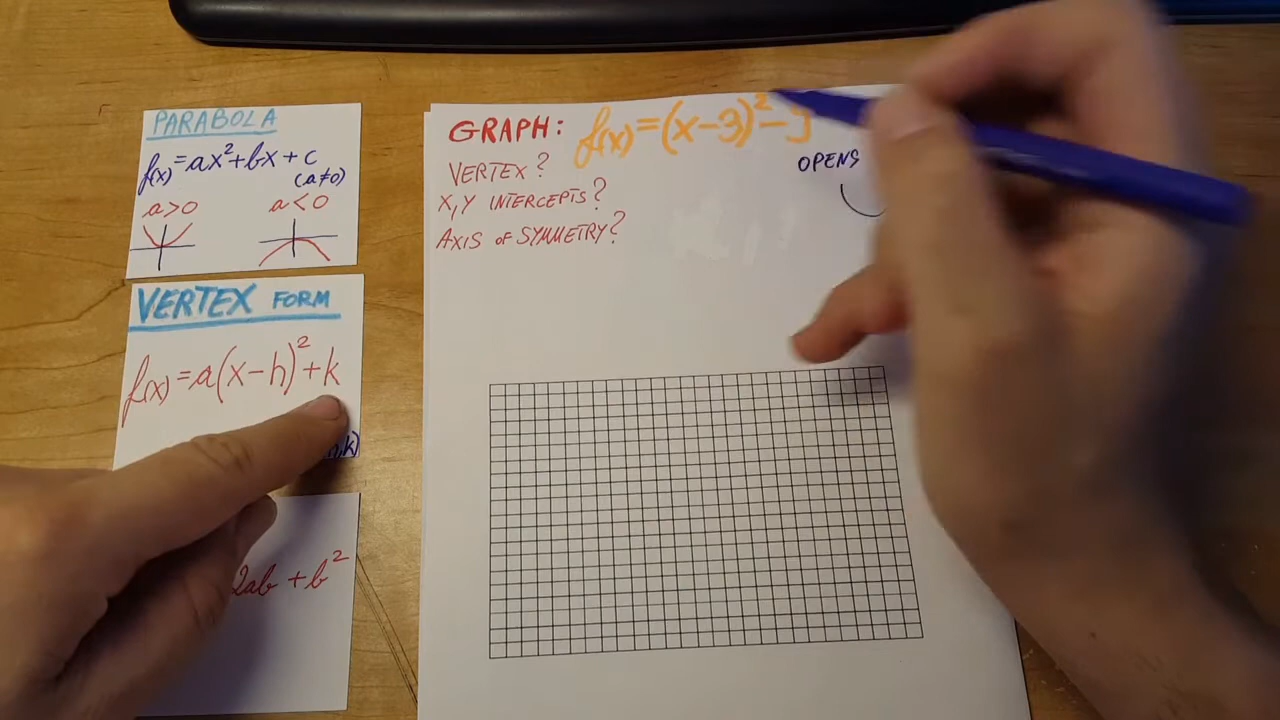 PARABOLA
f(x)=ax²+bx+c
(a≠0)
a>0 a<0
VERTEX FORM
f(x)=a(x-h)²+k
2ab+b²
GRAPH: f(x)=(x-3)²-
OPENS
VERTEX?
X,Y INTERCEPTS?
AXIS OF SYMMETRY?